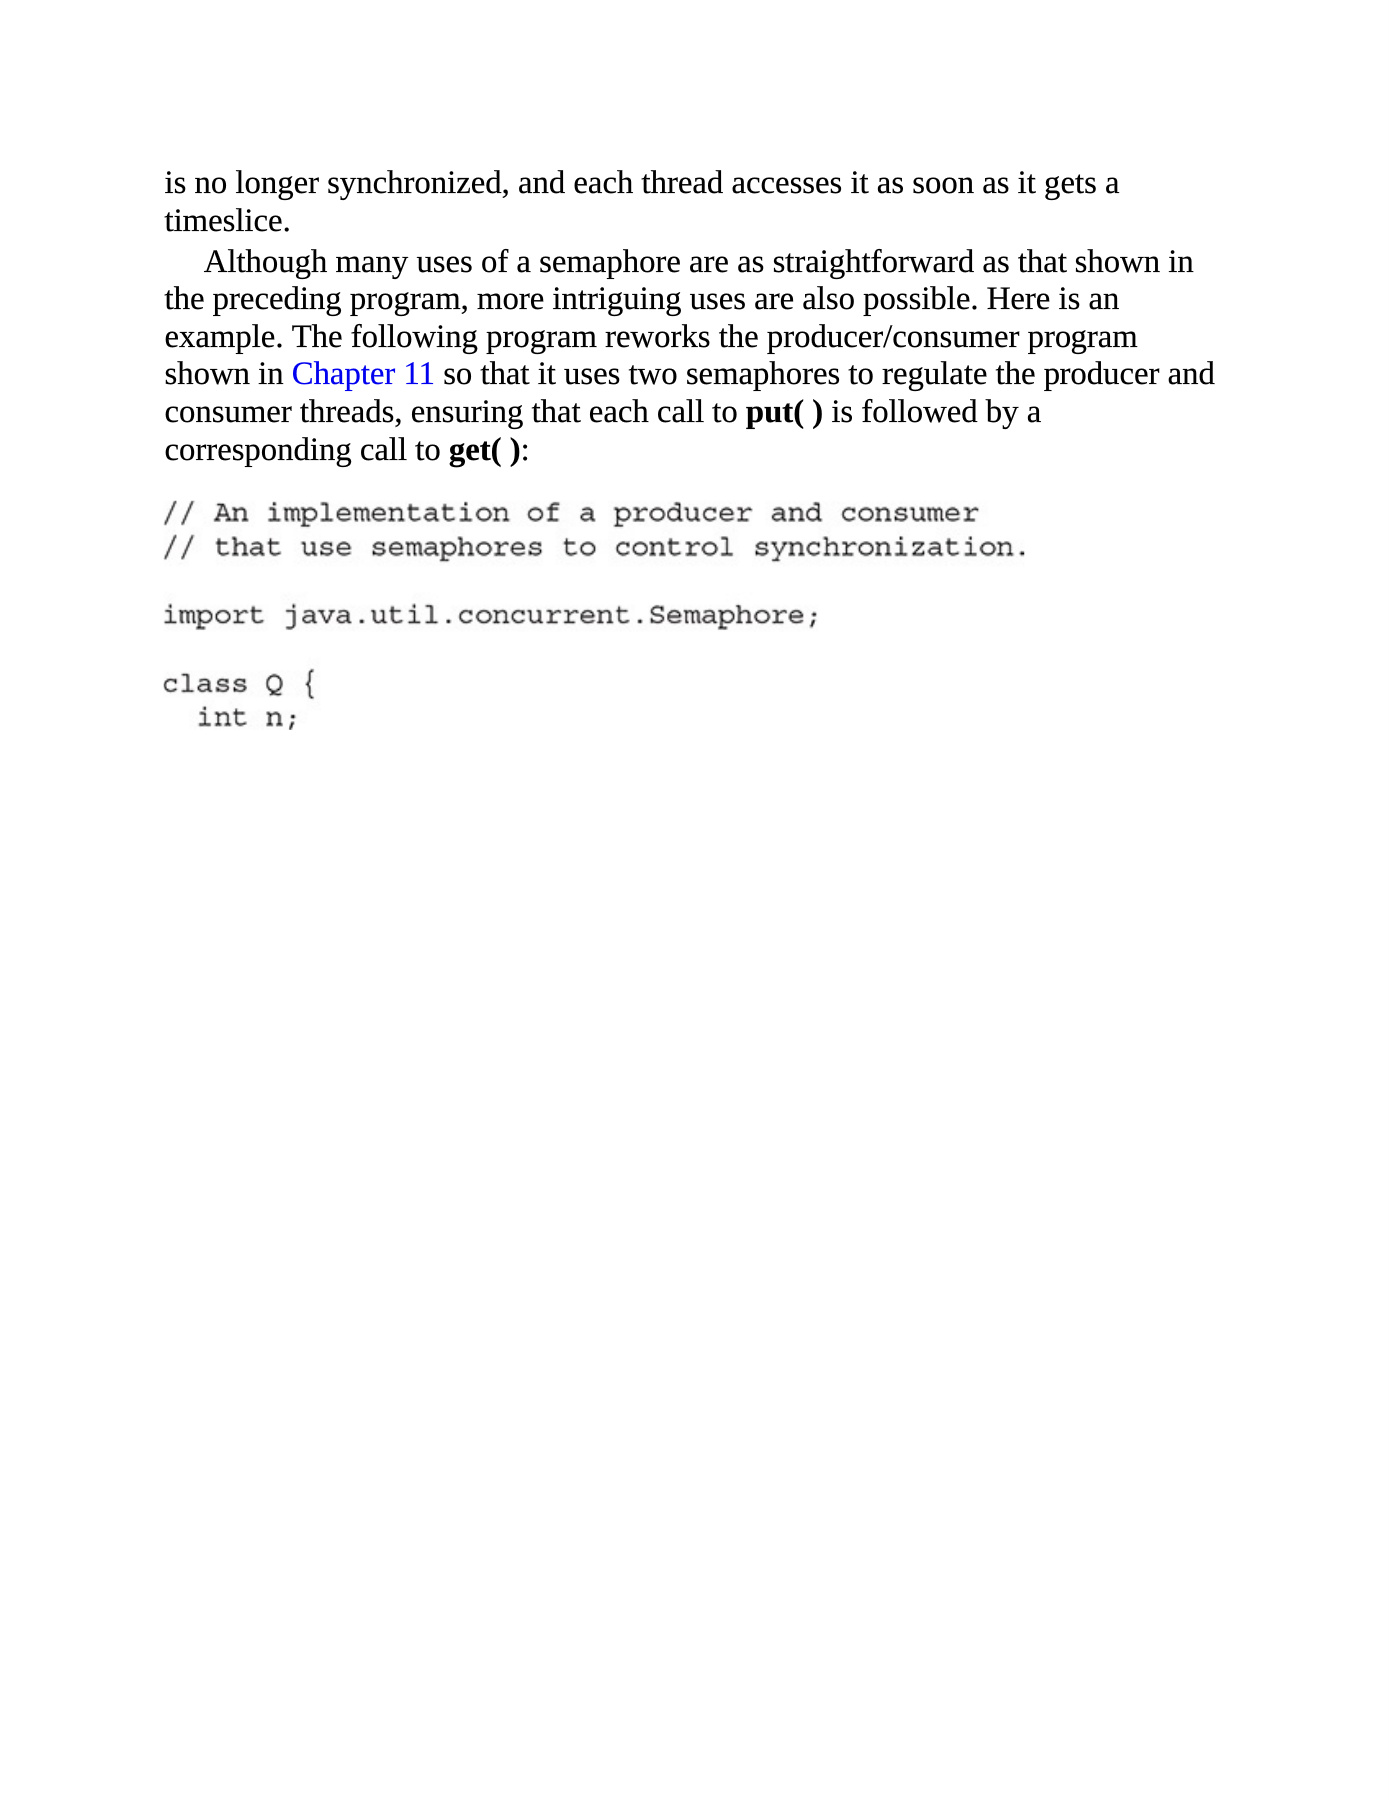 is no longer synchronized, and each thread accesses it as soon as it gets a
timeslice.
Although many uses of a semaphore are as straightforward as that shown in
the preceding program, more intriguing uses are also possible. Here is an
example. The following program reworks the producer/consumer program
shown in Chapter 11 so that it uses two semaphores to regulate the producer and
consumer threads, ensuring that each call to put( ) is followed by a
corresponding call to get( ):
// An implementation of a producer and consumer
// that use semaphores to control synchronization.
import java.util.concurrent.Semaphore;
class Q {
  int n;